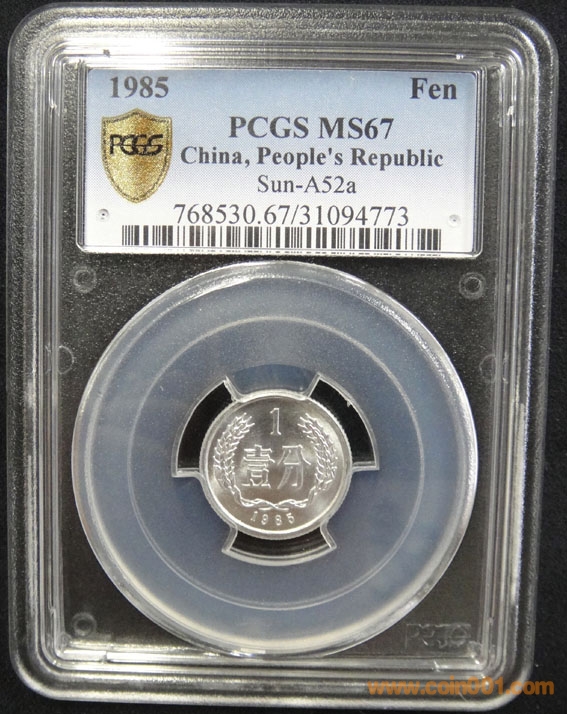 1985 Fen
PCGS
PCGS MS67
China, People's Republic
Sun-A52a
768530.67/31094773
1
壹分
1985
PCGS
www.coin001.com